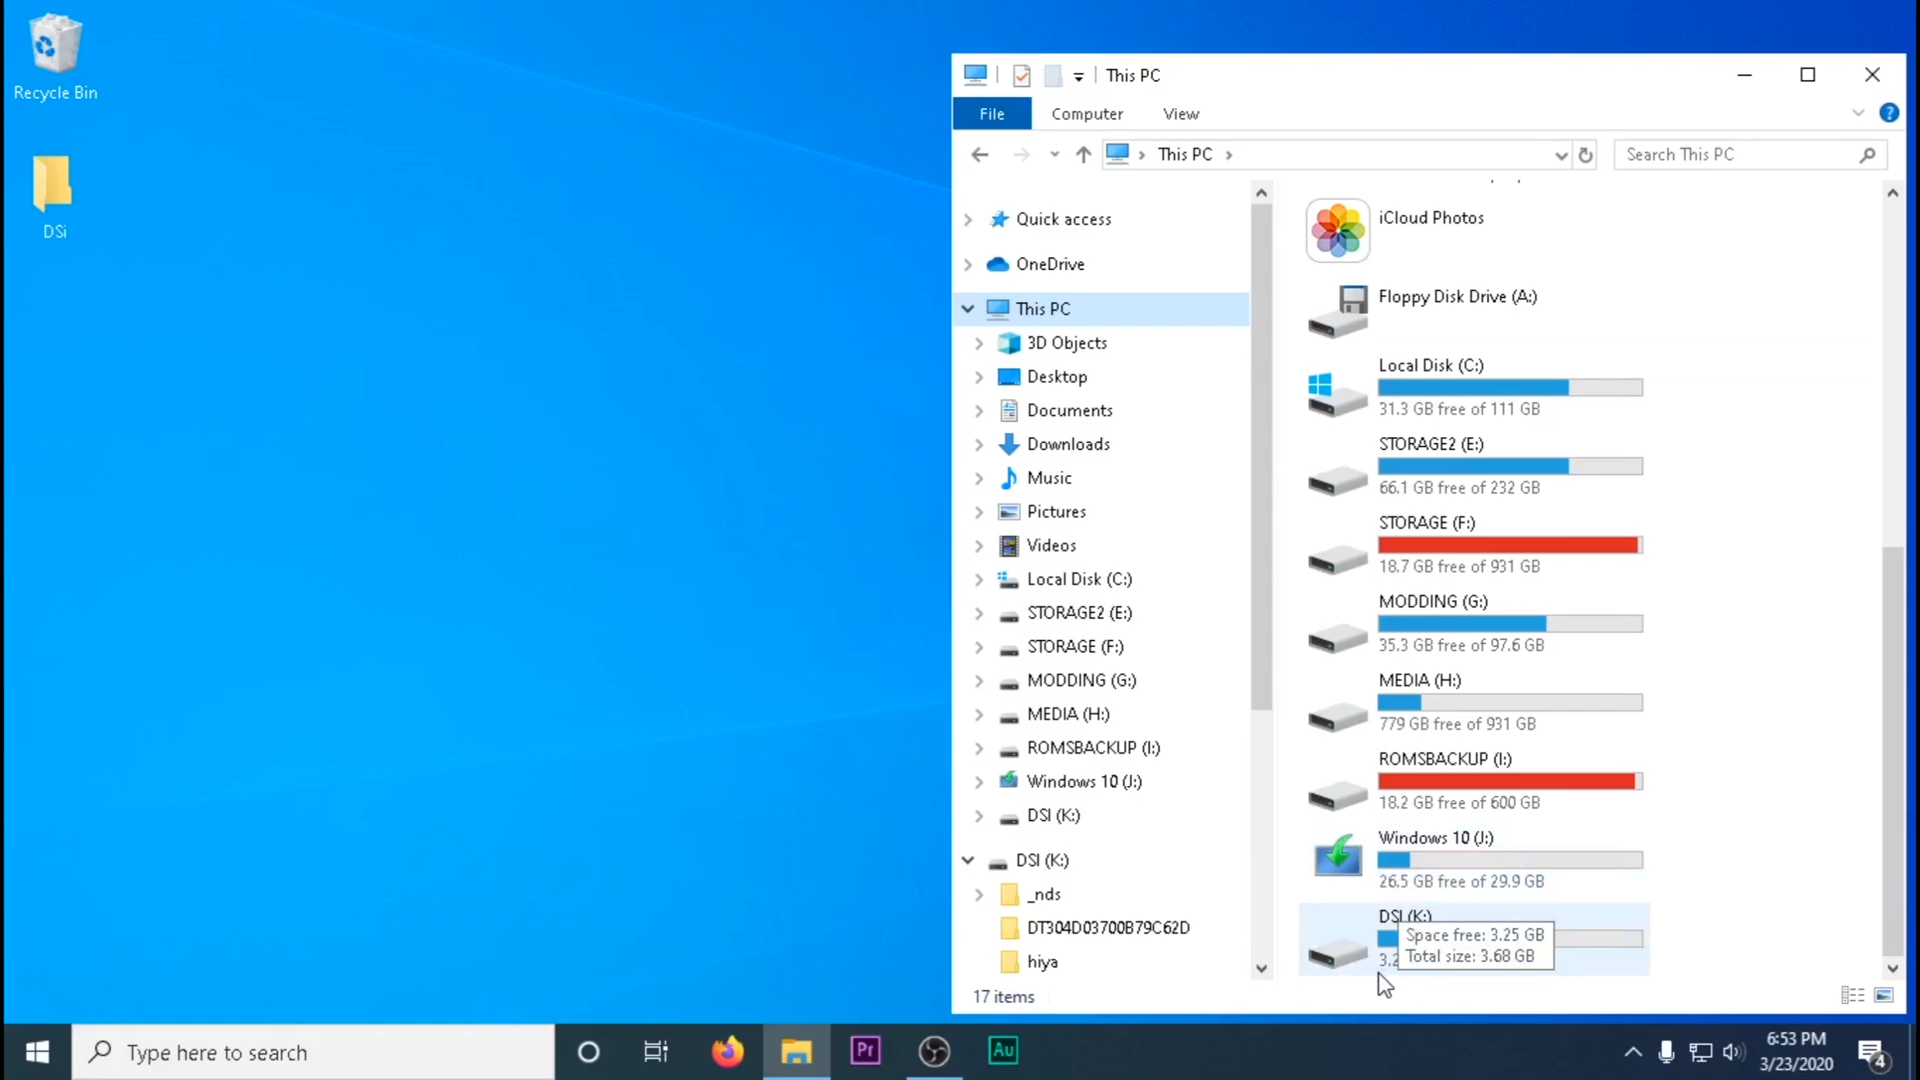 Recycle Bin
DSi
This PC
File
Computer
View
This PC
Search This PC
Quick access
OneDrive
This PC
3D Objects
Desktop
Documents
Downloads
Music
Pictures
Videos
Local Disk (C:)
STORAGE2 (E:)
STORAGE (F:)
MODDING (G:)
MEDIA (H:)
ROMSBACKUP (I:)
Windows 10 (J:)
DSI (K:)
DSI (K:)
_nds
DT304D03700B79C62D
hiya
iCloud Photos
Floppy Disk Drive (A:)
Local Disk (C:)
31.3 GB free of 111 GB
STORAGE2 (E:)
66.1 GB free of 232 GB
STORAGE (F:)
18.7 GB free of 931 GB
MODDING (G:)
35.3 GB free of 97.6 GB
MEDIA (H:)
779 GB free of 931 GB
ROMSBACKUP (I:)
18.2 GB free of 600 GB
Windows 10 (J:)
26.5 GB free of 29.9 GB
DSI (K:)
Space free: 3.25 GB
Total size: 3.68 GB
17 items
Type here to search
Pr
Au
6:53 PM
3/23/2020
4